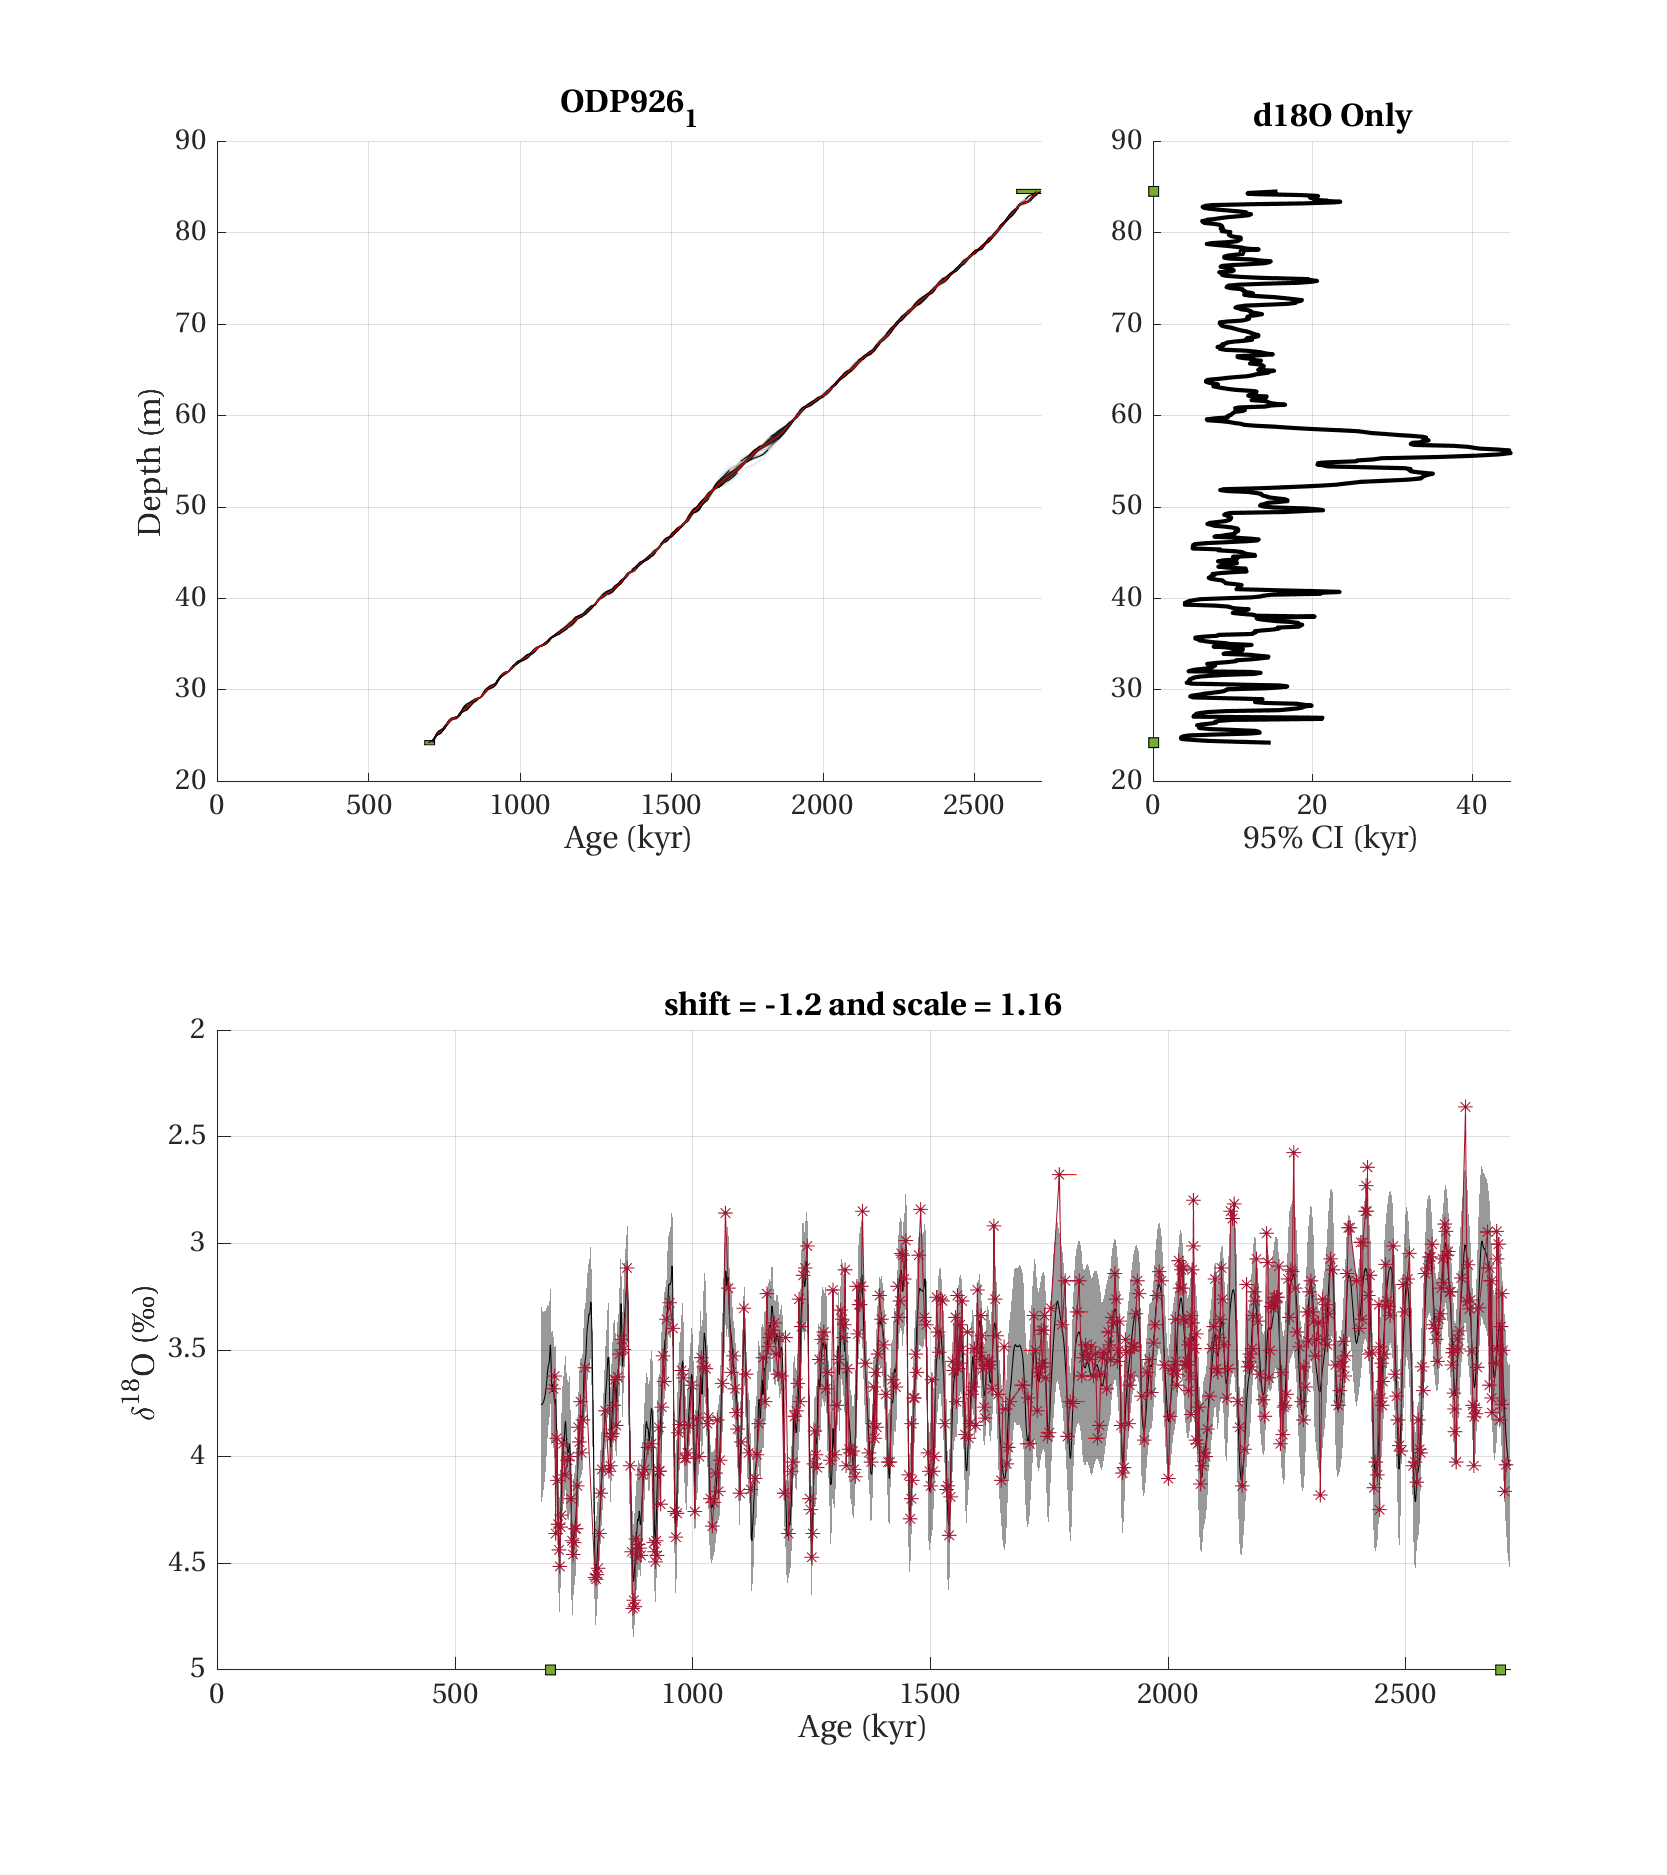 ODP926₁
d18O Only
90
80
70
60
50
40
30
20
Depth (m)
0 500 1000 1500 2000 2500
Age (kyr)
90
80
70
60
50
40
30
20
0 20 40
95% CI (kyr)
shift = -1.2 and scale = 1.16
2
2.5
3
3.5
4
4.5
5
δ¹⁸O (‰)
0 500 1000 1500 2000 2500
Age (kyr)